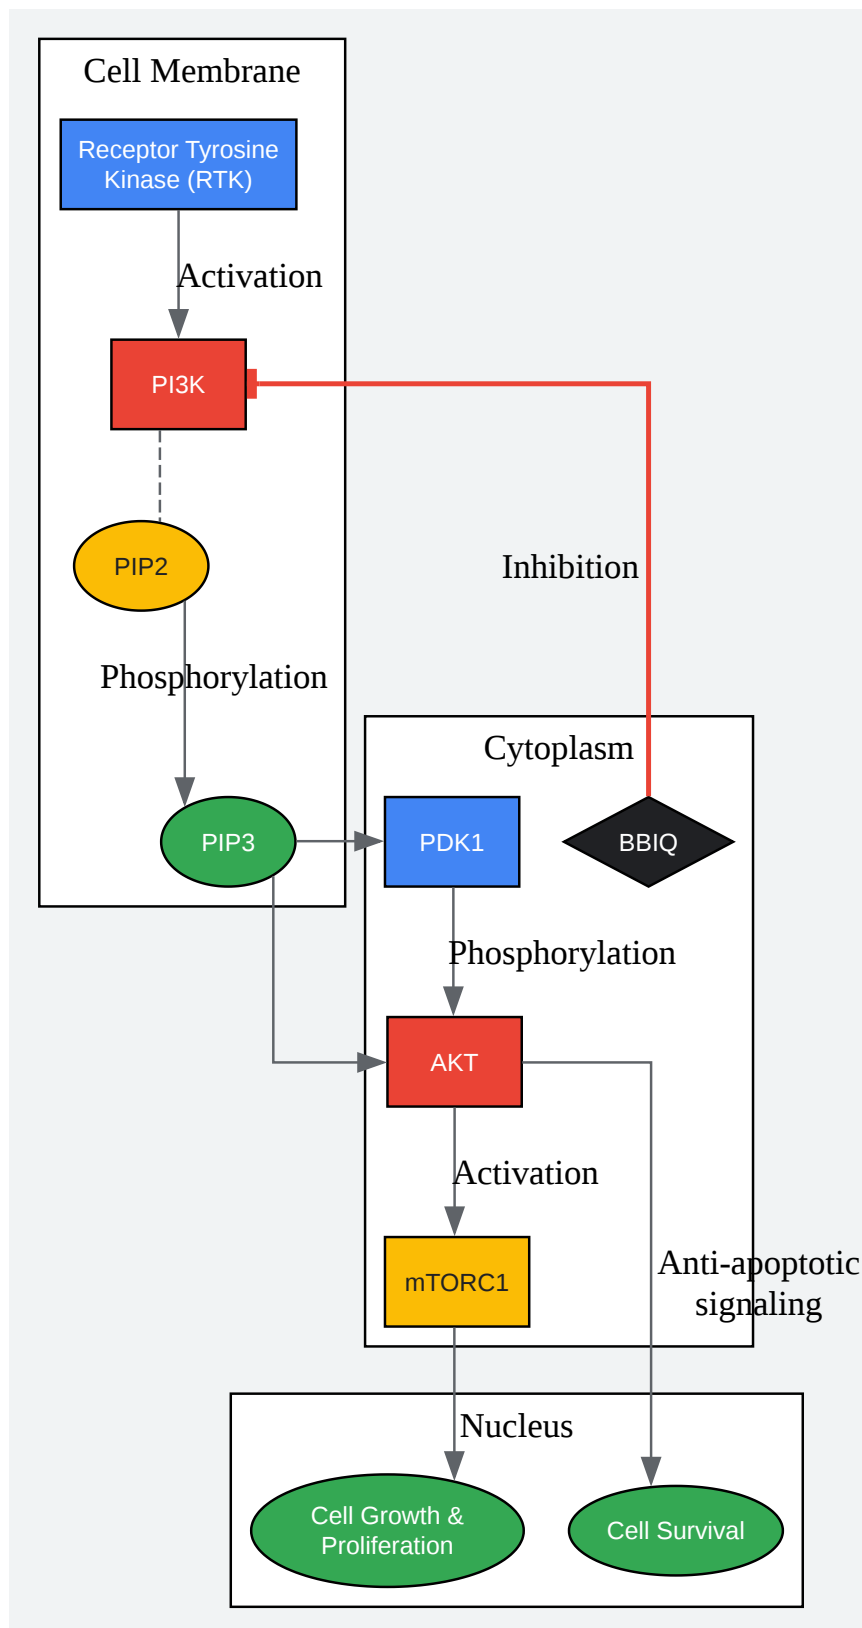 Cell Membrane
Receptor Tyrosine
Kinase (RTK)
Activation
PI3K
PIP2
Inhibition
Phosphorylation
Cytoplasm
PIP3
PDK1
BBIQ
Phosphorylation
AKT
Activation
Anti-apoptotic
signaling
mTORC1
Nucleus
Cell Growth &
Proliferation
Cell Survival